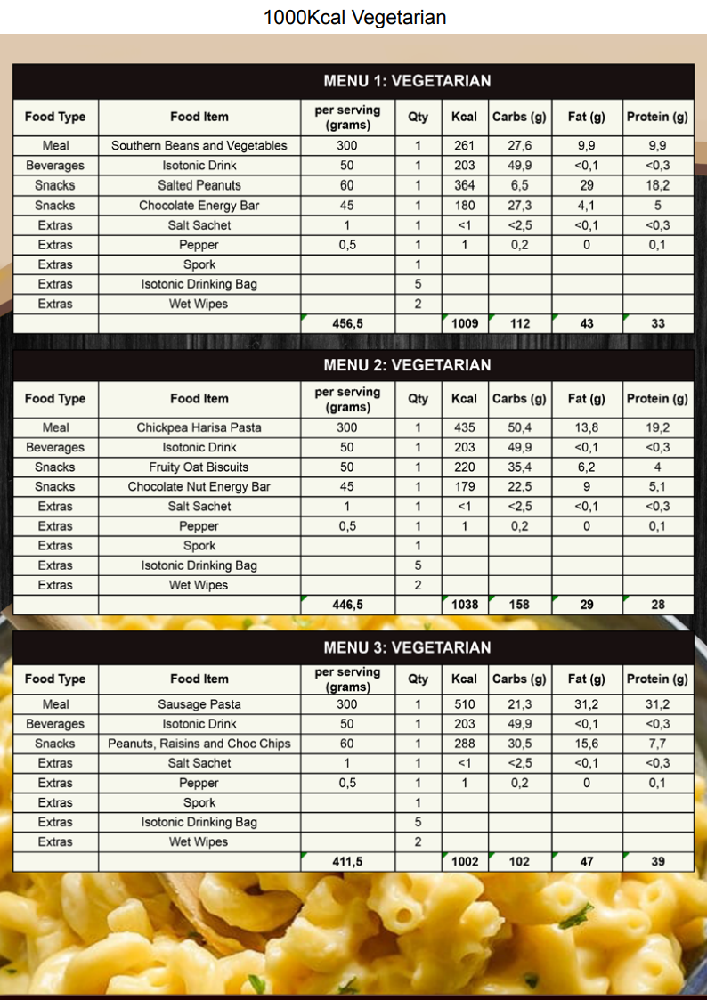 1000Kcal Vegetarian
MENU 1: VEGETARIAN
Food Type Food Item per serving (grams) Qty Kcal Carbs (g) Fat (g) Protein (g)
Meal Southern Beans and Vegetables 300 1 261 27,6 9,9 9,9
Beverages Isotonic Drink 50 1 203 49,9 <0,1 <0,3
Snacks Salted Peanuts 60 1 364 6,5 29 18,2
Snacks Chocolate Energy Bar 45 1 180 27,3 4,1 5
Extras Salt Sachet 1 1 <1 <2,5 <0,1 <0,3
Extras Pepper 0,5 1 1 0,2 0 0,1
Extras Spork 1
Extras Isotonic Drinking Bag 5
Extras Wet Wipes 2
456,5 1009 112 43 33
MENU 2: VEGETARIAN
Food Type Food Item per serving (grams) Qty Kcal Carbs (g) Fat (g) Protein (g)
Meal Chickpea Harisa Pasta 300 1 435 50,4 13,8 19,2
Beverages Isotonic Drink 50 1 203 49,9 <0,1 <0,3
Snacks Fruity Oat Biscuits 50 1 220 35,4 6,2 4
Snacks Chocolate Nut Energy Bar 45 1 179 22,5 9 5,1
Extras Salt Sachet 1 1 <1 <2,5 <0,1 <0,3
Extras Pepper 0,5 1 1 0,2 0 0,1
Extras Spork 1
Extras Isotonic Drinking Bag 5
Extras Wet Wipes 2
446,5 1038 158 29 28
MENU 3: VEGETARIAN
Food Type Food Item per serving (grams) Qty Kcal Carbs (g) Fat (g) Protein (g)
Meal Sausage Pasta 300 1 510 21,3 31,2 31,2
Beverages Isotonic Drink 50 1 203 49,9 <0,1 <0,3
Snacks Peanuts, Raisins and Choc Chips 60 1 288 30,5 15,6 7,7
Extras Salt Sachet 1 1 <1 <2,5 <0,1 <0,3
Extras Pepper 0,5 1 1 0,2 0 0,1
Extras Spork 1
Extras Isotonic Drinking Bag 5
Extras Wet Wipes 2
411,5 1002 102 47 39